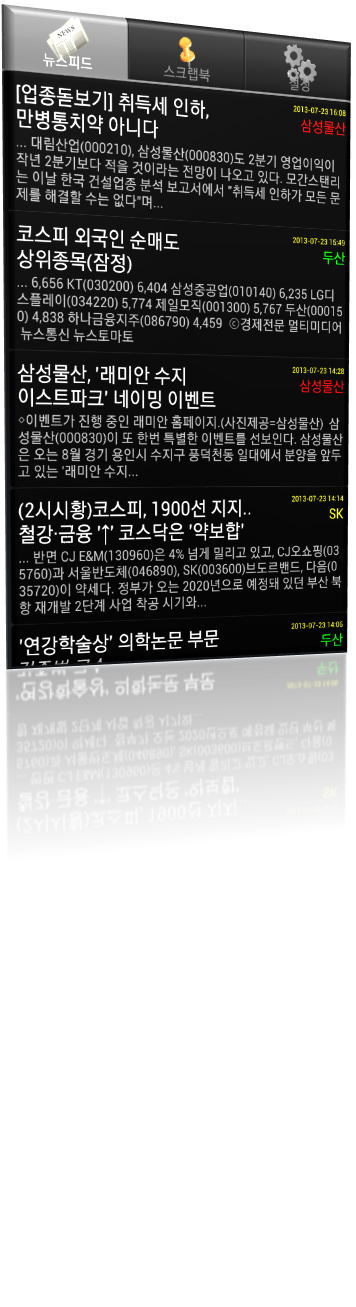 NEWS
뉴스피드
스크랩북
설정
[업종돋보기] 취득세 인하,
만병통치약 아니다
2013-07-23 16:08
삼성물산
... 대림산업(000210), 삼성물산(000830)도 2분기 영업이익이
작년 2분기보다 적을 것이라는 전망이 나오고 있다. 모간스탠리
는 이날 한국 건설업종 분석 보고서에서 "취득세 인하가 모든 문
제를 해결할 수는 없다"며...
코스피 외국인 순매도
상위종목(잠정)
2013-07-23 15:49
두산
... 6,656 KT(030200) 6,404 삼성중공업(010140) 6,235 LG디
스플레이(034220) 5,774 제일모직(001300) 5,767 두산(00015
0) 4,838 하나금융지주(086790) 4,459 ⓒ경제전문 멀티미디어
뉴스통신 뉴스토마토
삼성물산, '래미안 수지
이스트파크' 네이밍 이벤트
2013-07-23 14:28
삼성물산
◇이벤트가 진행 중인 래미안 홈페이지.(사진제공=삼성물산) 삼
성물산(000830)이 또 한번 특별한 이벤트를 선보인다. 삼성물산
은 오는 8월 경기 용인시 수지구 풍덕천동 일대에서 분양을 앞두
고 있는 '래미안 수지...
(2시시황)코스피, 1900선 지지..
철강·금융 '↑' 코스닥은 '약보합'
2013-07-23 14:14
SK
... 반면 CJ E&M(130960)은 4% 넘게 밀리고 있고, CJ오쇼핑(03
5760)과 서울반도체(046890), SK(003600)브도르밴드, 다음(0
35720)이 약세다. 정부가 오는 2020년으로 예정돼 있던 부산 북
항 재개발 2단계 사업 착공 시기와...
'연강학술상' 의학논문 부문
2013-07-23 14:06
두산